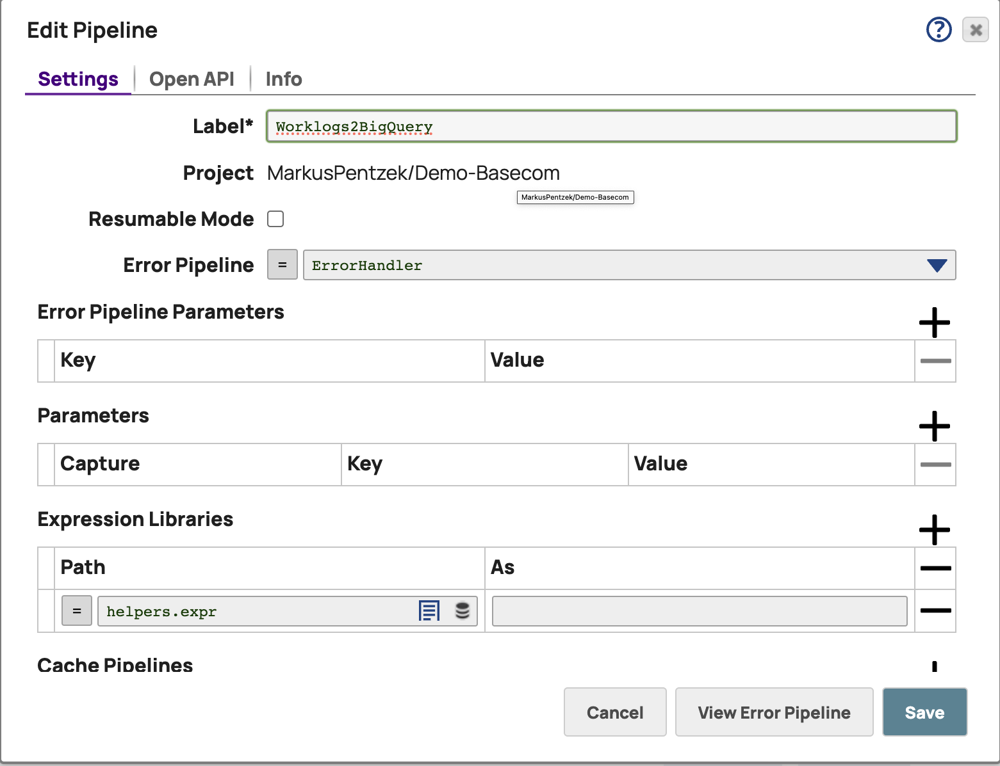 Edit Pipeline
Settings Open API Info
Label* Worklogs2BigQuery
Project MarkusPentzek/Demo-Basecom
MarkusPentzek/Demo-Basecom
Resumable Mode
Error Pipeline = ErrorHandler
Error Pipeline Parameters
Key Value
Parameters
Capture Key Value
Expression Libraries
Path As
= helpers.expr
Cache Pipelines
Cancel View Error Pipeline Save